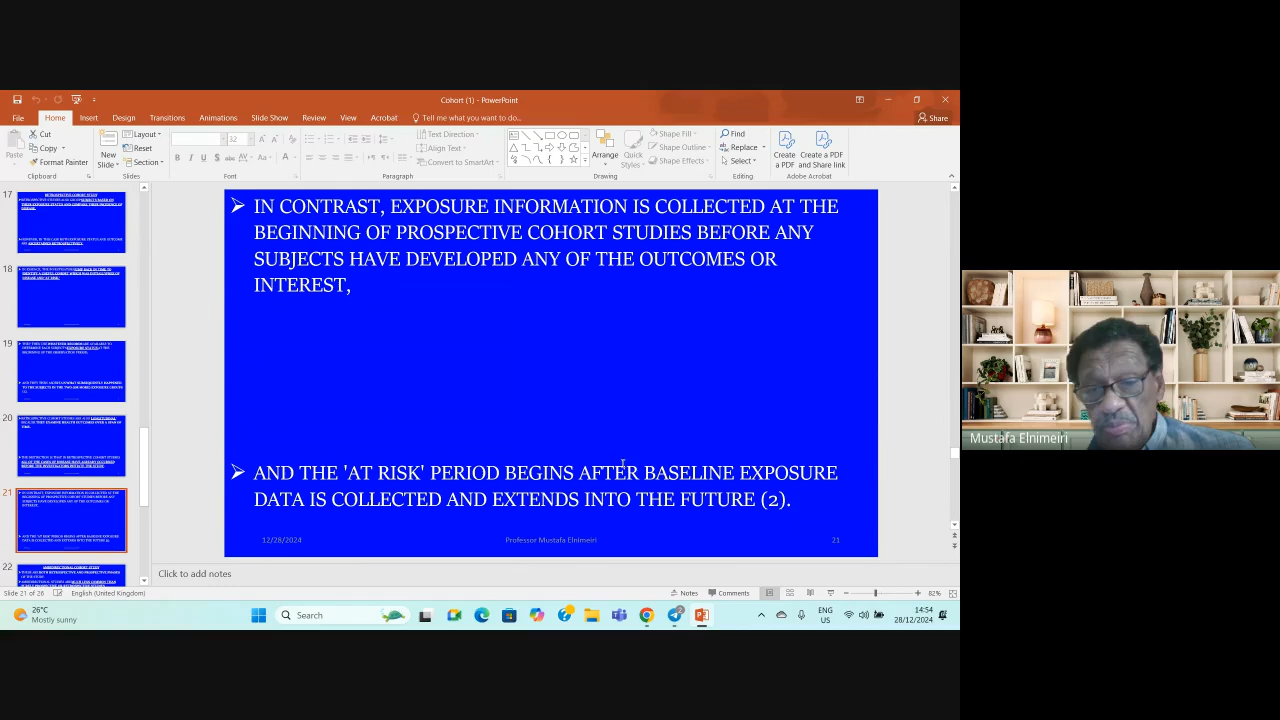 Cohort (1) - PowerPoint
File Home Insert Design Transitions Animations Slide Show Review View Acrobat Tell me what you want to do... Share
Paste
Cut
Copy
Format Painter
Clipboard
New
Slide
Layout
Reset
Section
Slides
32
Font
Text Direction
Align Text
Convert to SmartArt
Paragraph
Arrange
Quick
Styles
Shape Fill
Shape Outline
Shape Effects
Drawing
Find
Replace
Select
Editing
Create
a PDF
Create a PDF
and Share link
Adobe Acrobat
17
18
19
20
21
22
IN CONTRAST, EXPOSURE INFORMATION IS COLLECTED AT THE
BEGINNING OF PROSPECTIVE COHORT STUDIES BEFORE ANY
SUBJECTS HAVE DEVELOPED ANY OF THE OUTCOMES OR
INTEREST,
AND THE 'AT RISK' PERIOD BEGINS AFTER BASELINE EXPOSURE
DATA IS COLLECTED AND EXTENDS INTO THE FUTURE (2).
12/28/2024 Professor Mustafa Elnimeiri 21
Click to add notes
Slide 21 of 26 English (United Kingdom) Notes Comments 82%
26°C
Mostly sunny
Search
ENG
US
14:54
28/12/2024
Mustafa Elnimeiri